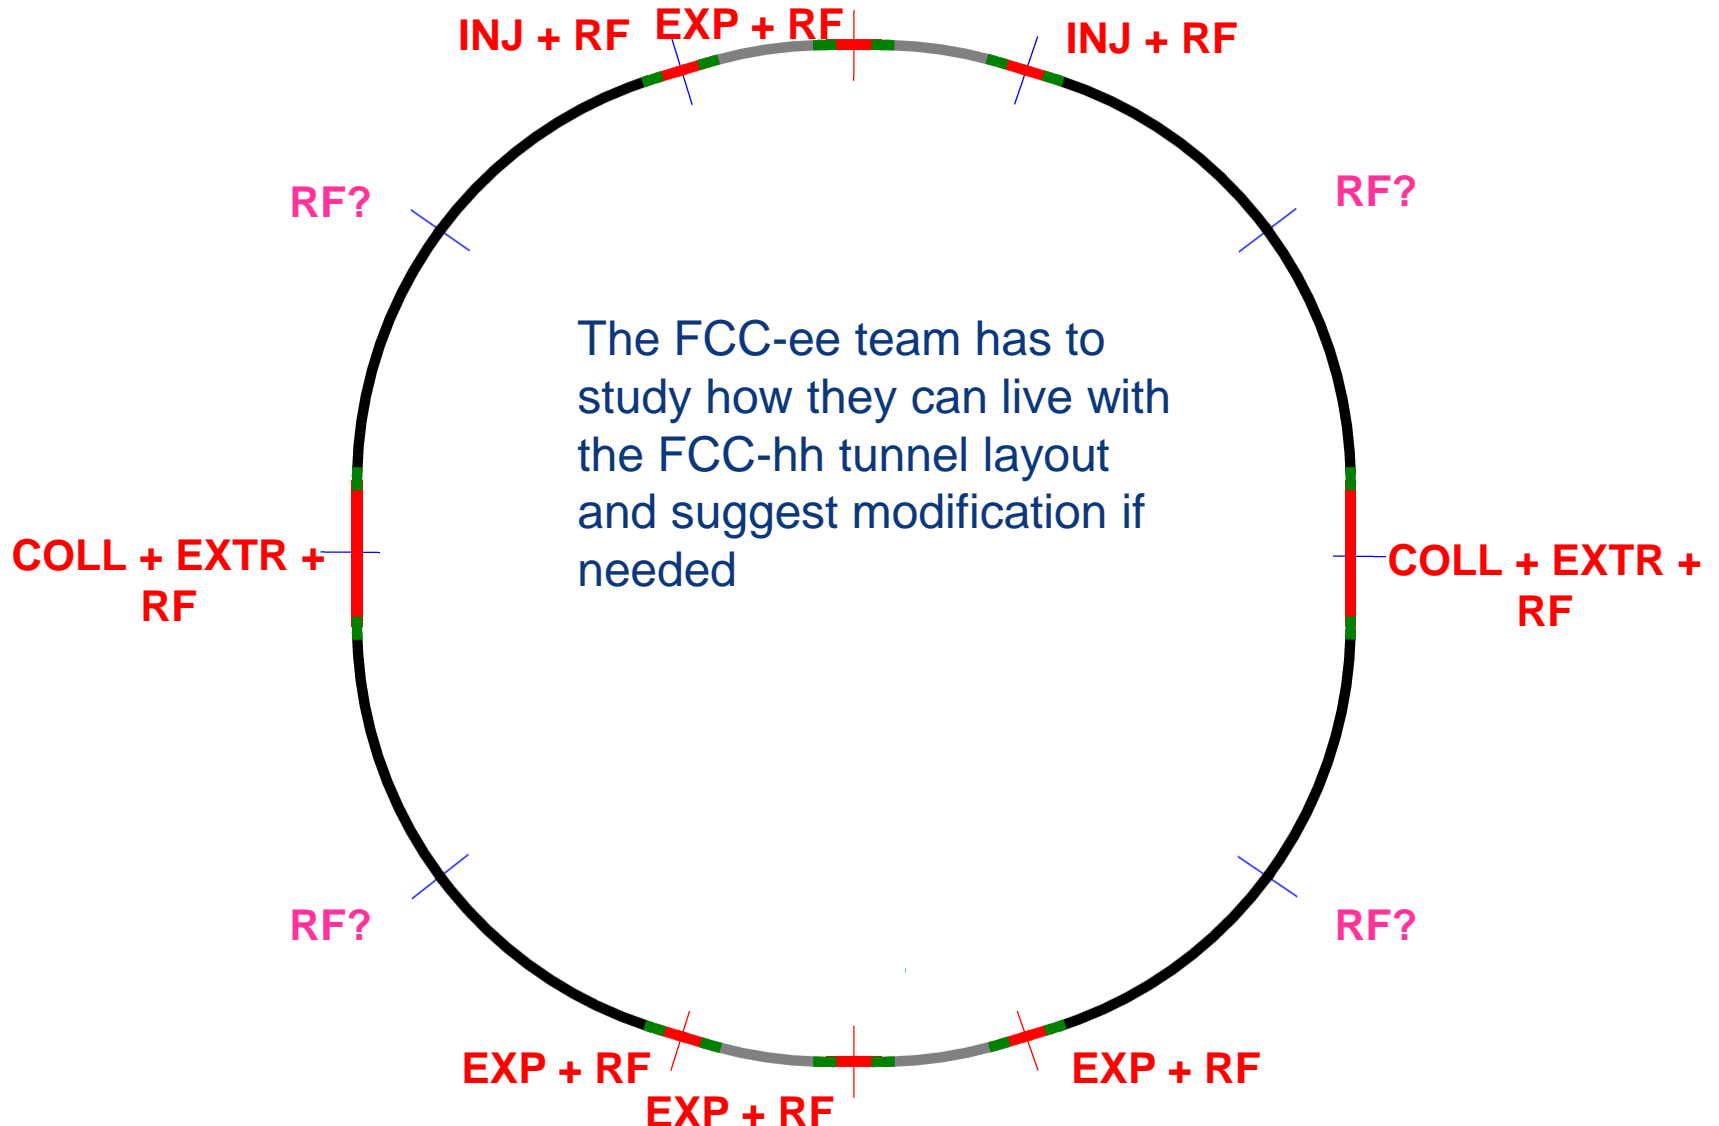 INJ + RF
EXP + RF
INJ + RF
RF?
RF?
The FCC-ee team has to
study how they can live with
the FCC-hh tunnel layout
and suggest modification if
needed
COLL + EXTR +
RF
COLL + EXTR +
RF
RF?
RF?
EXP + RF
EXP + RF
EXP + RF